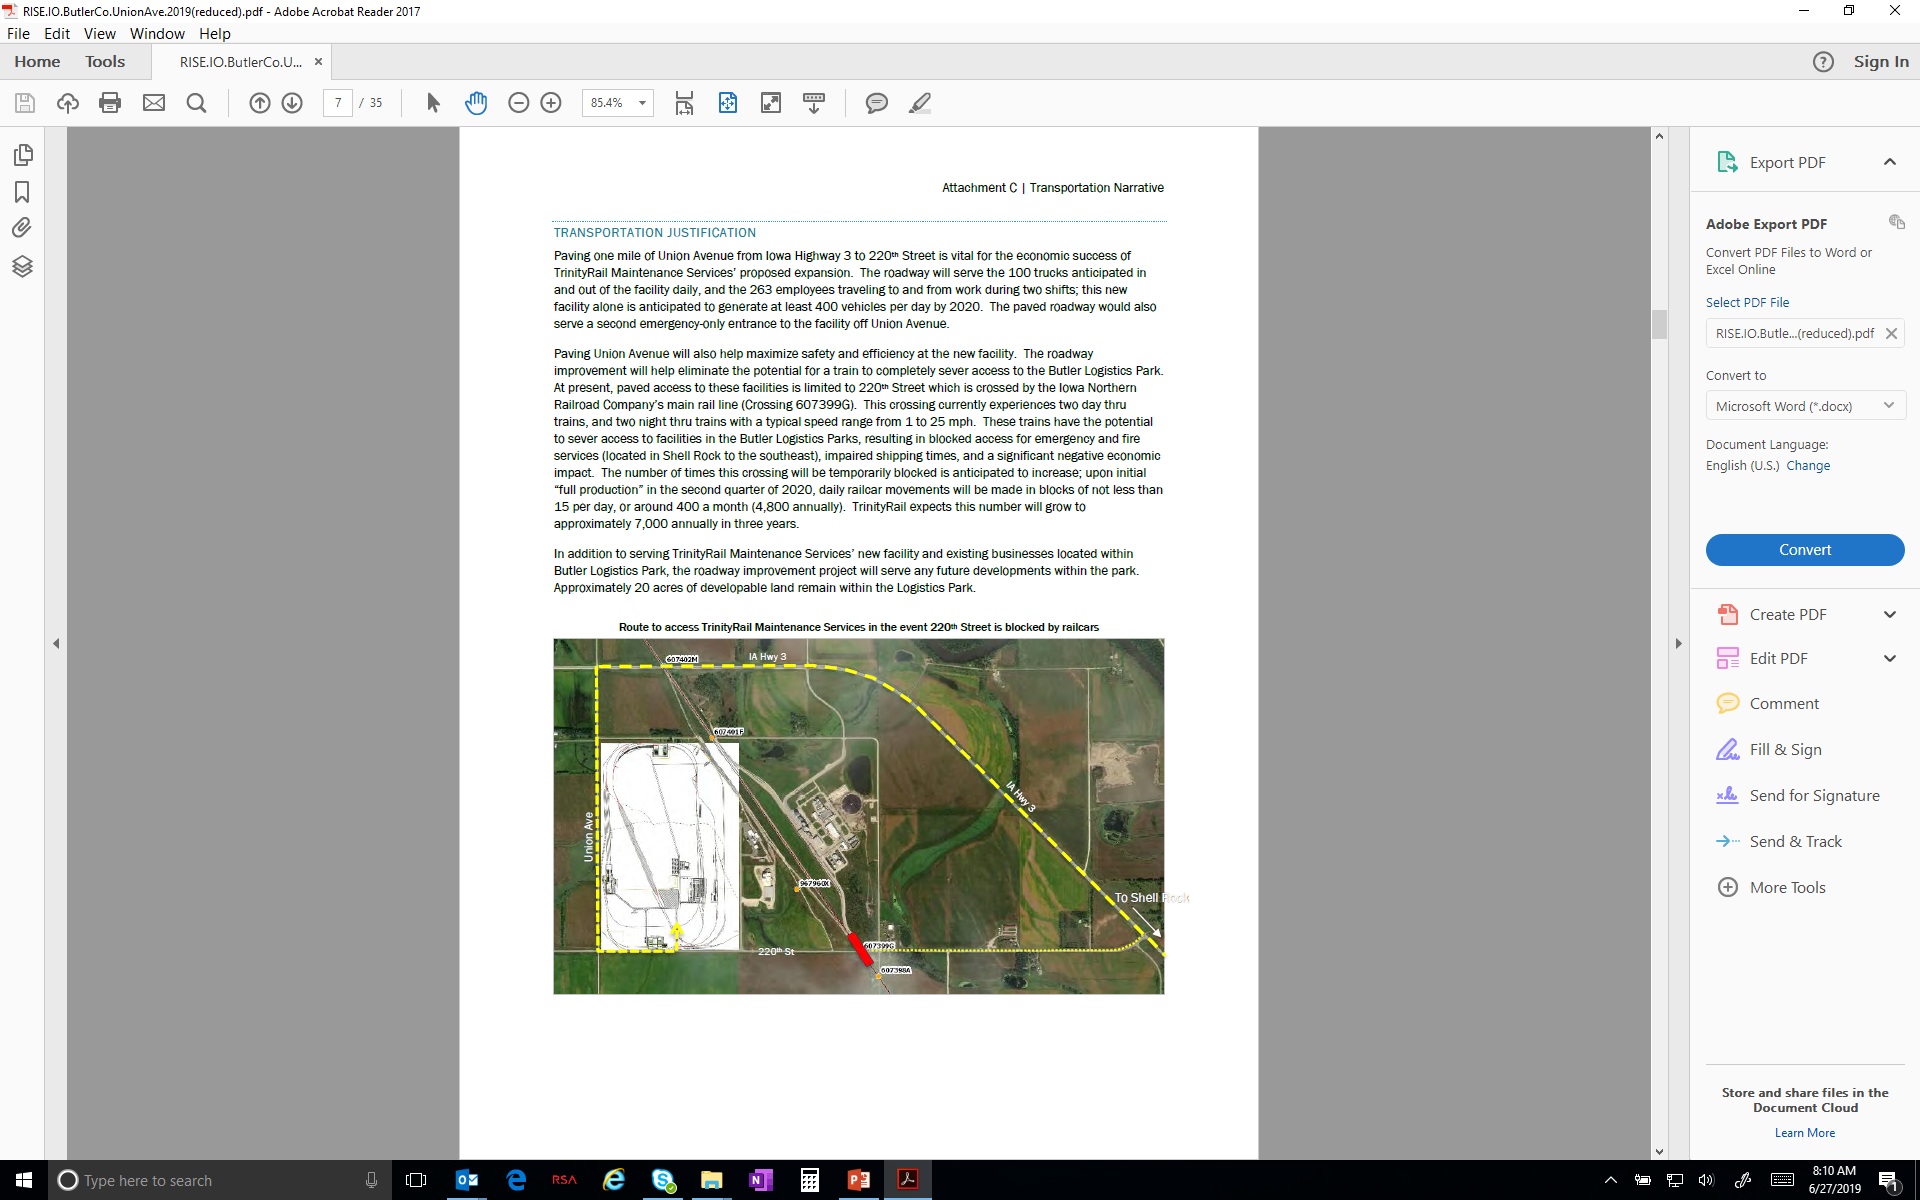 RISE.IO.ButlerCo.UnionAve.2019(reduced).pdf - Adobe Acrobat Reader 2017
File Edit View Window Help
Home Tools RISE.IO.ButlerCo.U... × Sign In
7 / 35 85.4%
Attachment C | Transportation Narrative
TRANSPORTATION JUSTIFICATION
Paving one mile of Union Avenue from Iowa Highway 3 to 220th Street is vital for the economic success of
TrinityRail Maintenance Services' proposed expansion. The roadway will serve the 100 trucks anticipated in
and out of the facility daily, and the 263 employees traveling to and from work during two shifts; this new
facility alone is anticipated to generate at least 400 vehicles per day by 2020. The paved roadway would also
serve a second emergency-only entrance to the facility off Union Avenue.
Paving Union Avenue will also help maximize safety and efficiency at the new facility. The roadway
improvement will help eliminate the potential for a train to completely sever access to the Butler Logistics Park.
At present, paved access to these facilities is limited to 220th Street which is crossed by the Iowa Northern
Railroad Company's main rail line (Crossing 607399G). This crossing currently experiences two day thru
trains, and two night thru trains with a typical speed range from 1 to 25 mph. These trains have the potential
to sever access to facilities in the Butler Logistics Parks, resulting in blocked access for emergency and fire
services (located in Shell Rock to the southeast), impaired shipping times, and a significant negative economic
impact. The number of times this crossing will be temporarily blocked is anticipated to increase; upon initial
"full production" in the second quarter of 2020, daily railcar movements will be made in blocks of not less than
15 per day, or around 400 a month (4,800 annually). TrinityRail expects this number will grow to
approximately 7,000 annually in three years.
In addition to serving TrinityRail Maintenance Services' new facility and existing businesses located within
Butler Logistics Park, the roadway improvement project will serve any future developments within the park.
Approximately 20 acres of developable land remain within the Logistics Park.
Route to access TrinityRail Maintenance Services in the event 220th Street is blocked by railcars
607402M
IA Hwy 3
607401F
IA Hwy 3
Union Ave
967960X
To Shell Rock
607399G
220th St
607398A
Export PDF
Adobe Export PDF
Convert PDF Files to Word or
Excel Online
Select PDF File
RISE.IO.Butle...(reduced).pdf
Convert to
Microsoft Word (*.docx)
Document Language:
English (U.S.) Change
Convert
Create PDF
Edit PDF
Comment
Fill & Sign
Send for Signature
Send & Track
More Tools
Store and share files in the
Document Cloud
Learn More
Type here to search
RSA
8:10 AM
6/27/2019
1